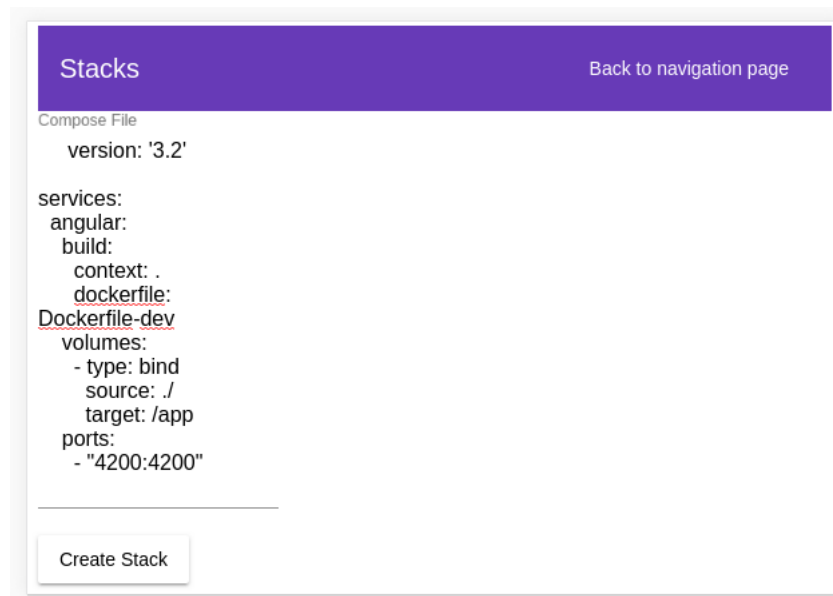 Stacks
Back to navigation page
Compose File
version: '3.2'
services:
angular:
build:
context: .
dockerfile:
Dockerfile-dev
volumes:
- type: bind
source: ./
target: /app
ports:
- "4200:4200"
Create Stack